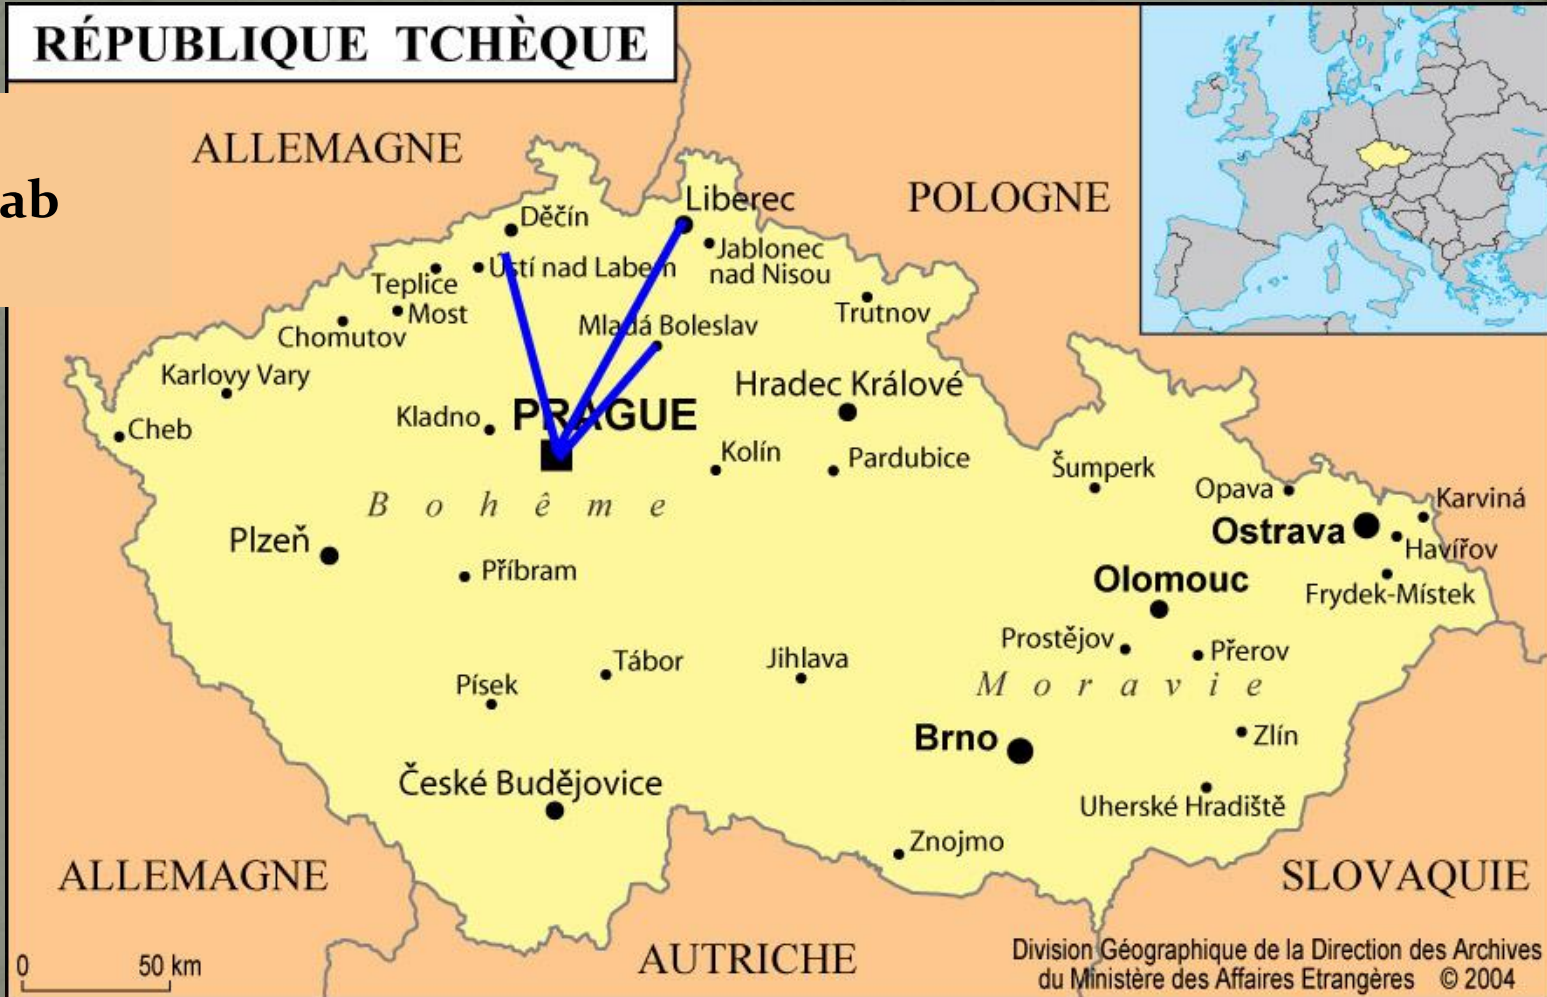 RÉPUBLIQUE TCHÈQUE
ab
ALLEMAGNE
POLOGNE
Liberec
Děčín
Jablonec
nad Nisou
Ústí nad Labem
Teplice
Most
Trutnov
Chomutov
Mladá Boleslav
Karlovy Vary
Hradec Králové
Kladno
PRAGUE
Cheb
Kolín
Pardubice
Šumperk
Opava
Karviná
Bohême
Ostrava
Plzeň
Havířov
Příbram
Olomouc
Frydek-Místek
Prostějov
Přerov
Tábor
Jihlava
Písek
Moravie
Brno
Zlín
České Budějovice
Uherské Hradiště
Znojmo
ALLEMAGNE
SLOVAQUIE
AUTRICHE
0 50 km
Division Géographique de la Direction des Archives
du Ministère des Affaires Etrangères © 2004